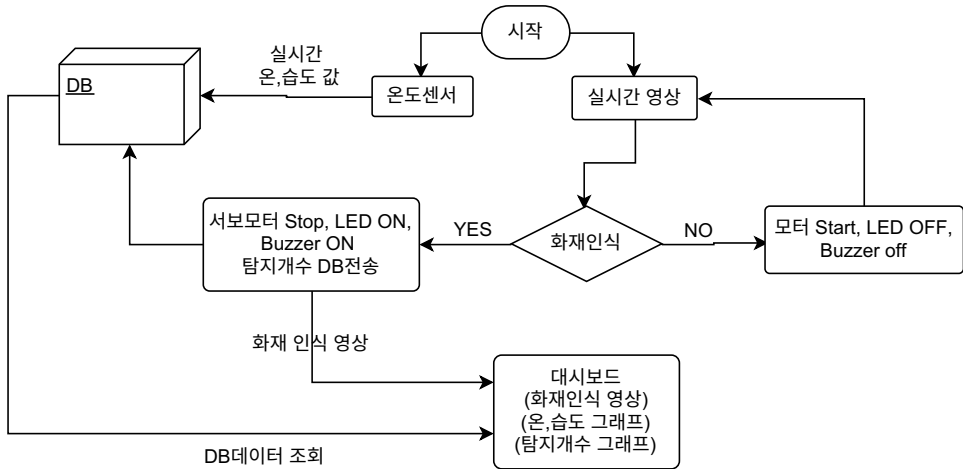 시작
실시간
온,습도 값
DB
온도센서
실시간 영상
서보모터 Stop, LED ON,
Buzzer ON
탐지개수 DB전송
YES
화재인식
NO
모터 Start, LED OFF,
Buzzer off
화재 인식 영상
대시보드
(화재인식 영상)
(온,습도 그래프)
(탐지개수 그래프)
DB데이터 조회